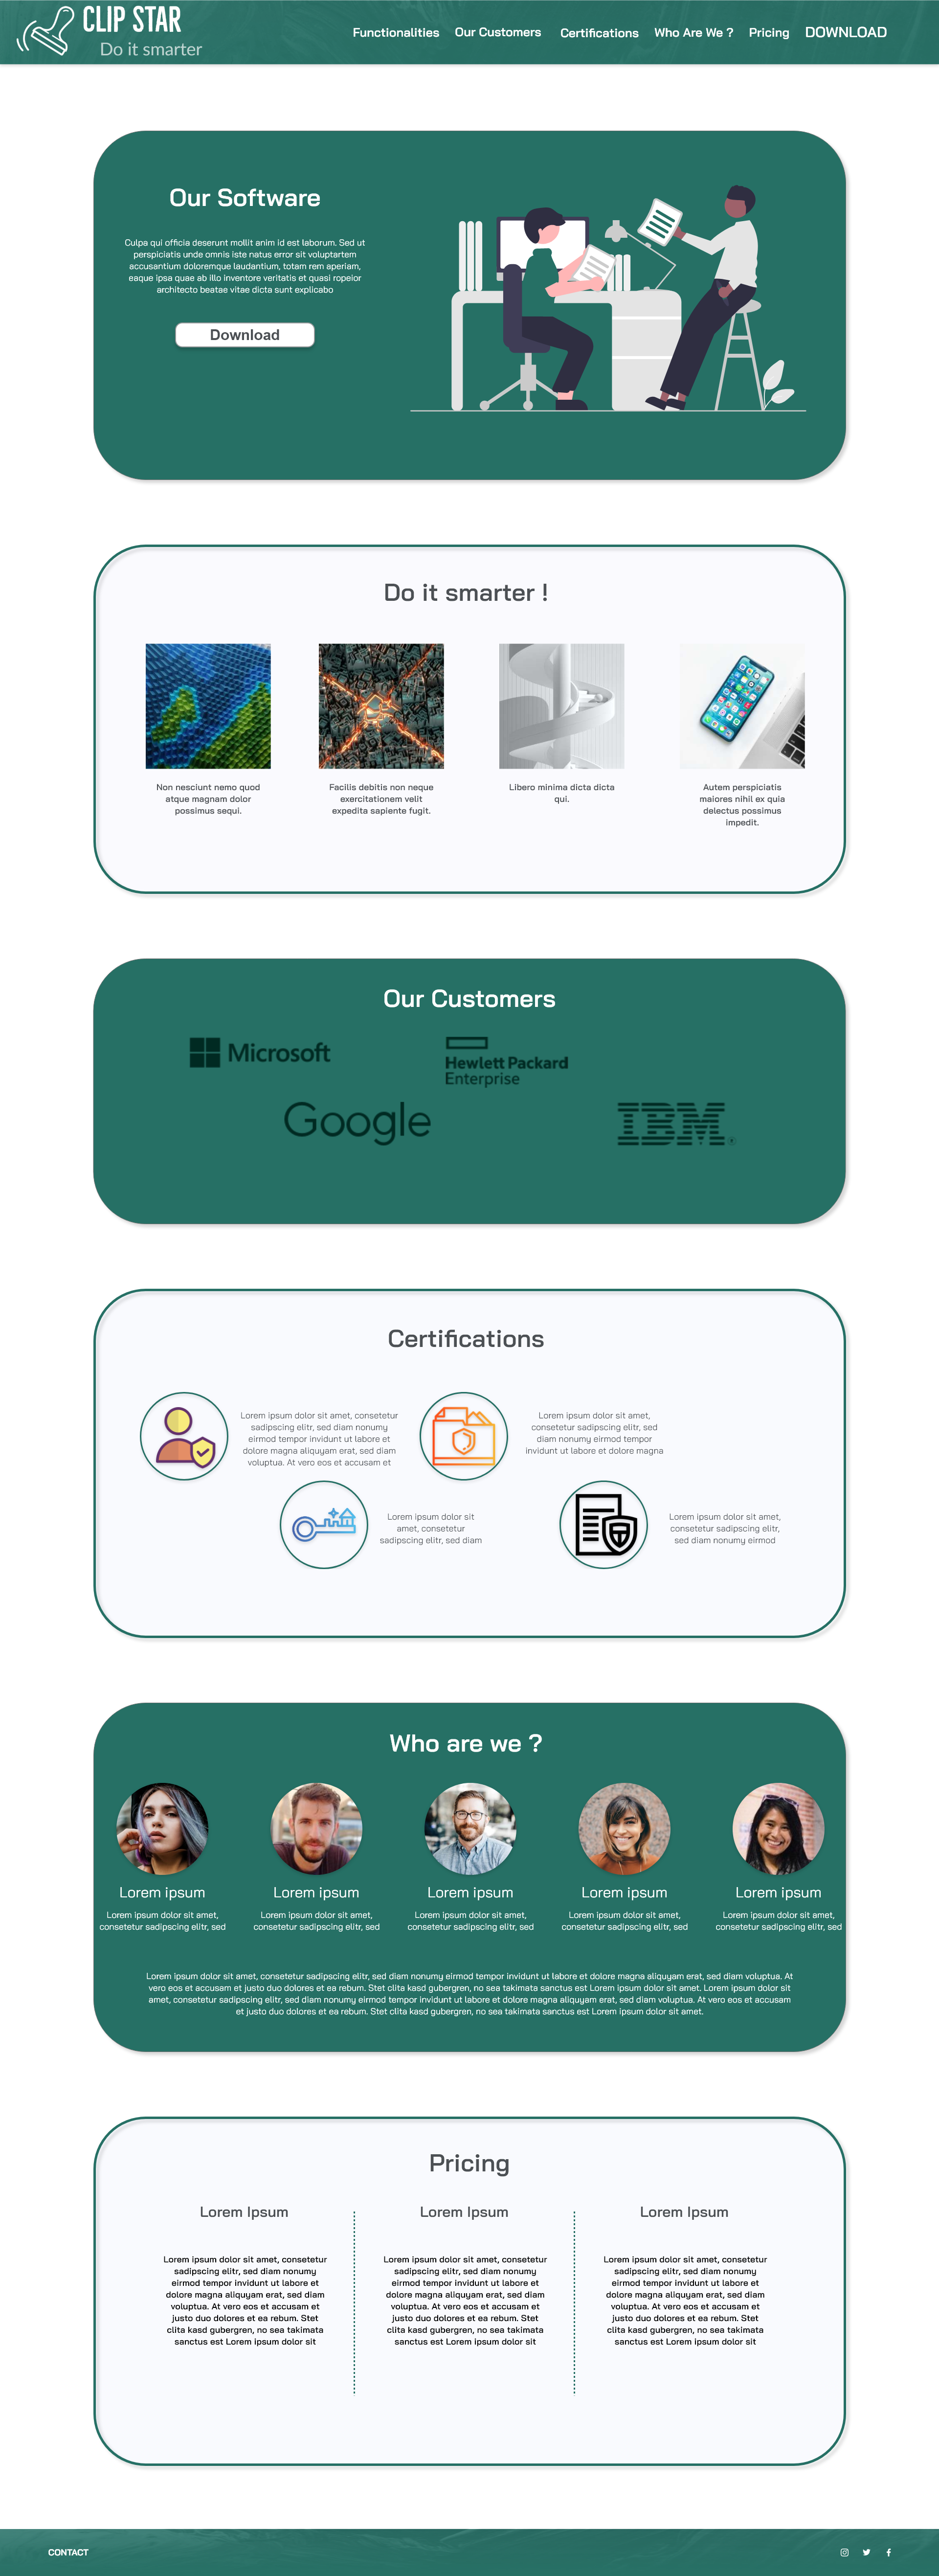 CLIP STAR
Do it smarter
Functionalities Our Customers Certifications Who Are We ? Pricing DOWNLOAD
Our Software
Culpa qui officia deserunt mollit anim id est laborum. Sed ut
perspiciatis unde omnis iste natus error sit voluptartem
accusantium doloremque laudantium, totam rem aperiam,
eaque ipsa quae ab illo inventore veritatis et quasi ropeior
architecto beatae vitae dicta sunt explicabo
Download
Do it smarter !
Non nesciunt nemo quod
atque magnam dolor
possimus sequi.
Facilis debitis non neque
exercitationem velit
expedita sapiente fugit.
Libero minima dicta dicta
qui.
Autem perspiciatis
maiores nihil ex quia
delectus possimus
impedit.
Our Customers
Microsoft
Hewlett Packard
Enterprise
Google
IBM®
Certifications
Lorem ipsum dolor sit amet, consetetur
sadipscing elitr, sed diam nonumy
eirmod tempor invidunt ut labore et
dolore magna aliquyam erat, sed diam
voluptua. At vero eos et accusam et
Lorem ipsum dolor sit amet,
consetetur sadipscing elitr, sed
diam nonumy eirmod tempor
invidunt ut labore et dolore magna
Lorem ipsum dolor sit
amet, consetetur
sadipscing elitr, sed diam
Lorem ipsum dolor sit amet,
consetetur sadipscing elitr,
sed diam nonumy eirmod
Who are we ?
Lorem ipsum
Lorem ipsum dolor sit amet,
consetetur sadipscing elitr, sed
Lorem ipsum
Lorem ipsum dolor sit amet,
consetetur sadipscing elitr, sed
Lorem ipsum
Lorem ipsum dolor sit amet,
consetetur sadipscing elitr, sed
Lorem ipsum
Lorem ipsum dolor sit amet,
consetetur sadipscing elitr, sed
Lorem ipsum
Lorem ipsum dolor sit amet,
consetetur sadipscing elitr, sed
Lorem ipsum dolor sit amet, consetetur sadipscing elitr, sed diam nonumy eirmod tempor invidunt ut labore et dolore magna aliquyam erat, sed diam voluptua. At
vero eos et accusam et justo duo dolores et ea rebum. Stet clita kasd gubergren, no sea takimata sanctus est Lorem ipsum dolor sit amet. Lorem ipsum dolor sit
amet, consetetur sadipscing elitr, sed diam nonumy eirmod tempor invidunt ut labore et dolore magna aliquyam erat, sed diam voluptua. At vero eos et accusam
et justo duo dolores et ea rebum. Stet clita kasd gubergren, no sea takimata sanctus est Lorem ipsum dolor sit amet.
Pricing
Lorem Ipsum
Lorem ipsum dolor sit amet, consetetur
sadipscing elitr, sed diam nonumy
eirmod tempor invidunt ut labore et
dolore magna aliquyam erat, sed diam
voluptua. At vero eos et accusam et
justo duo dolores et ea rebum. Stet
clita kasd gubergren, no sea takimata
sanctus est Lorem ipsum dolor sit
Lorem Ipsum
Lorem ipsum dolor sit amet, consetetur
sadipscing elitr, sed diam nonumy
eirmod tempor invidunt ut labore et
dolore magna aliquyam erat, sed diam
voluptua. At vero eos et accusam et
justo duo dolores et ea rebum. Stet
clita kasd gubergren, no sea takimata
sanctus est Lorem ipsum dolor sit
Lorem Ipsum
Lorem ipsum dolor sit amet, consetetur
sadipscing elitr, sed diam nonumy
eirmod tempor invidunt ut labore et
dolore magna aliquyam erat, sed diam
voluptua. At vero eos et accusam et
justo duo dolores et ea rebum. Stet
clita kasd gubergren, no sea takimata
sanctus est Lorem ipsum dolor sit
CONTACT